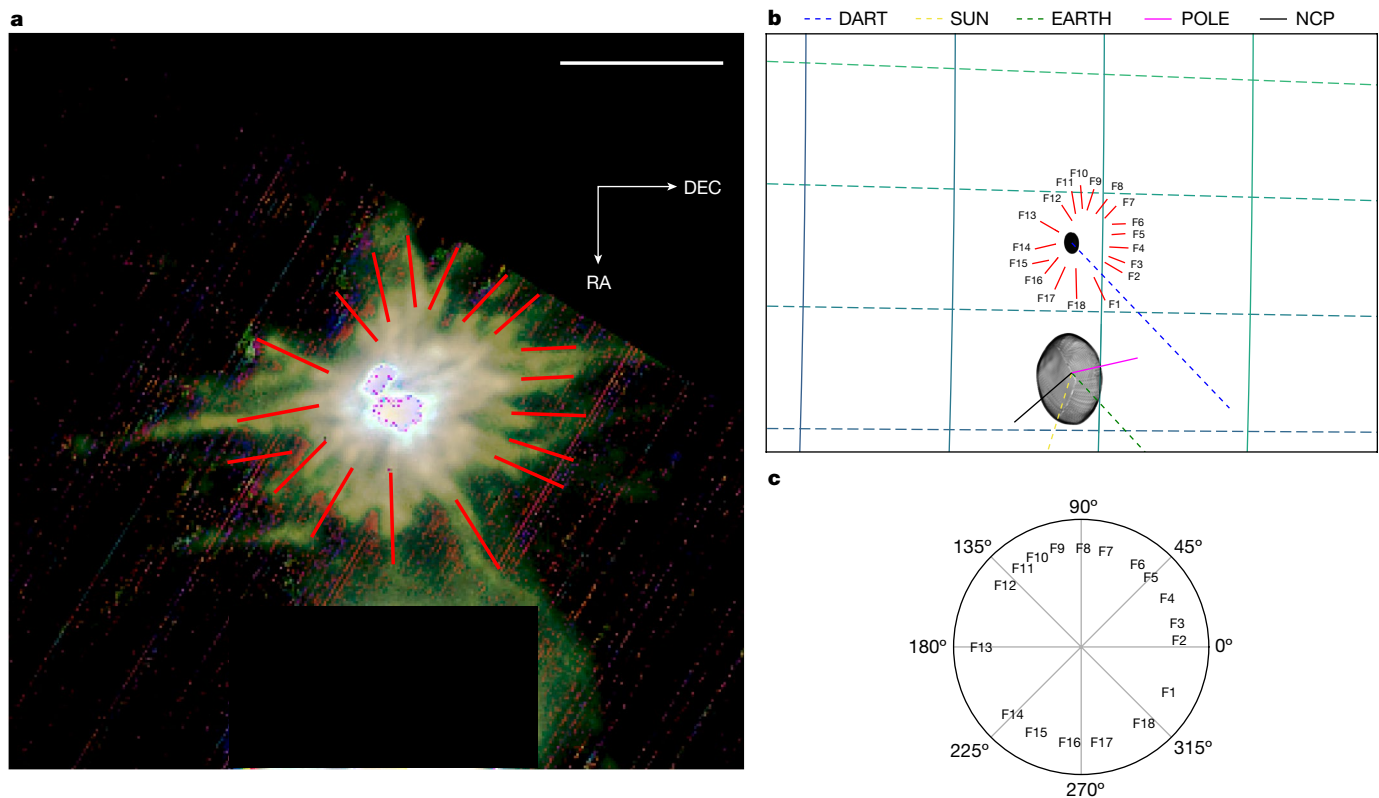 a
DEC
RA
b
DART SUN EARTH POLE NCP
F10
F11 F9
F8
F12
F7
F13
F6
F5
F14
F4
F15
F3
F16
F2
F17
F18
F1
c
90º
135º
45º
F10 F9 F8 F7
F11
F6
F12
F5
F4
F3
180º
F13
F2
0º
F1
F14
F18
F15
F16 F17
225º
315º
270º